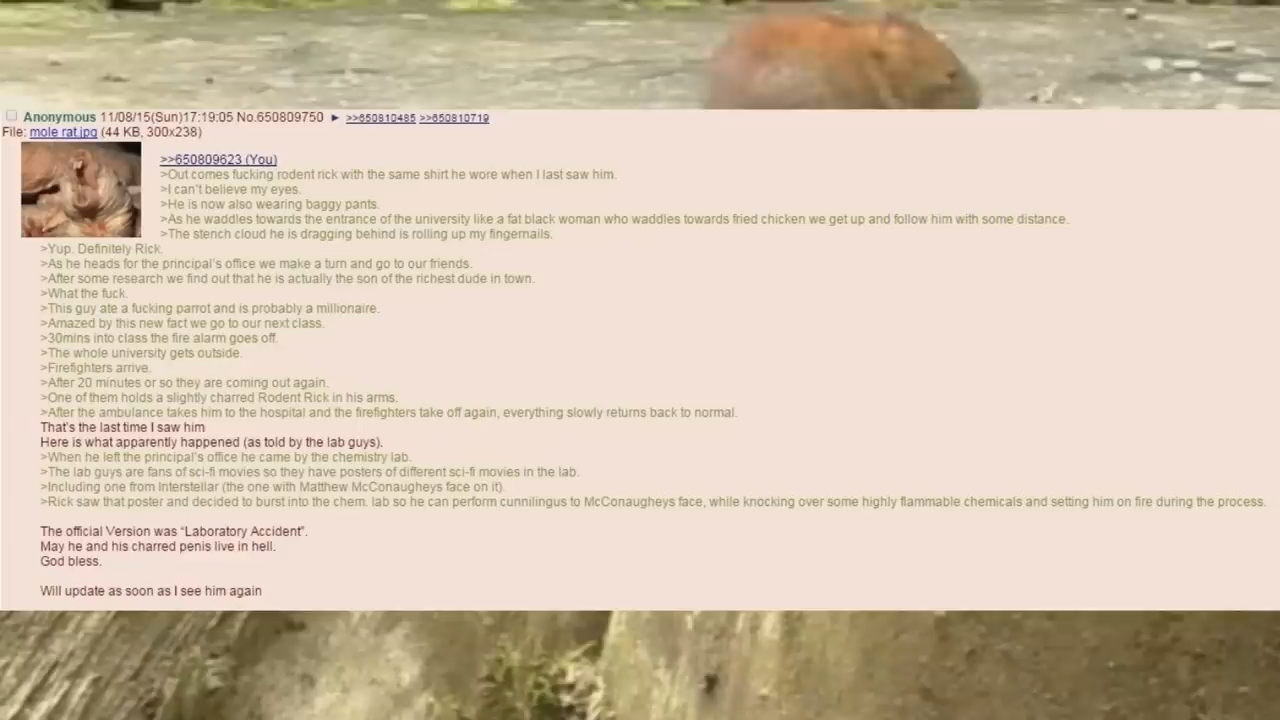 Anonymous 11/08/15(Sun)17:19:05 No.650809750 ► >>650810485 >>650810719
File: mole rat.jpg (44 KB, 300x238)
>>650809623 (You)
>Out comes fucking rodent rick with the same shirt he wore when I last saw him.
>I can't believe my eyes.
>He is now also wearing baggy pants.
>As he waddles towards the entrance of the university like a fat black woman who waddles towards fried chicken we get up and follow him with some distance.
>The stench cloud he is dragging behind is rolling up my fingernails.
>Yup. Definitely Rick.
>As he heads for the principal's office we make a turn and go to our friends.
>After some research we find out that he is actually the son of the richest dude in town.
>What the fuck.
>This guy ate a fucking parrot and is probably a millionaire.
>Amazed by this new fact we go to our next class.
>30mins into class the fire alarm goes off.
>The whole university gets outside.
>Firefighters arrive.
>After 20 minutes or so they are coming out again.
>One of them holds a slightly charred Rodent Rick in his arms.
>After the ambulance takes him to the hospital and the firefighters take off again, everything slowly returns back to normal.
That's the last time I saw him
Here is what apparently happened (as told by the lab guys).
>When he left the principal's office he came by the chemistry lab.
>The lab guys are fans of sci-fi movies so they have posters of different sci-fi movies in the lab.
>Including one from Interstellar (the one with Matthew McConaugheys face on it).
>Rick saw that poster and decided to burst into the chem. lab so he can perform cunnilingus to McConaugheys face, while knocking over some highly flammable chemicals and setting him on fire during the process.
The official Version was “Laboratory Accident”.
May he and his charred penis live in hell.
God bless.
Will update as soon as I see him again